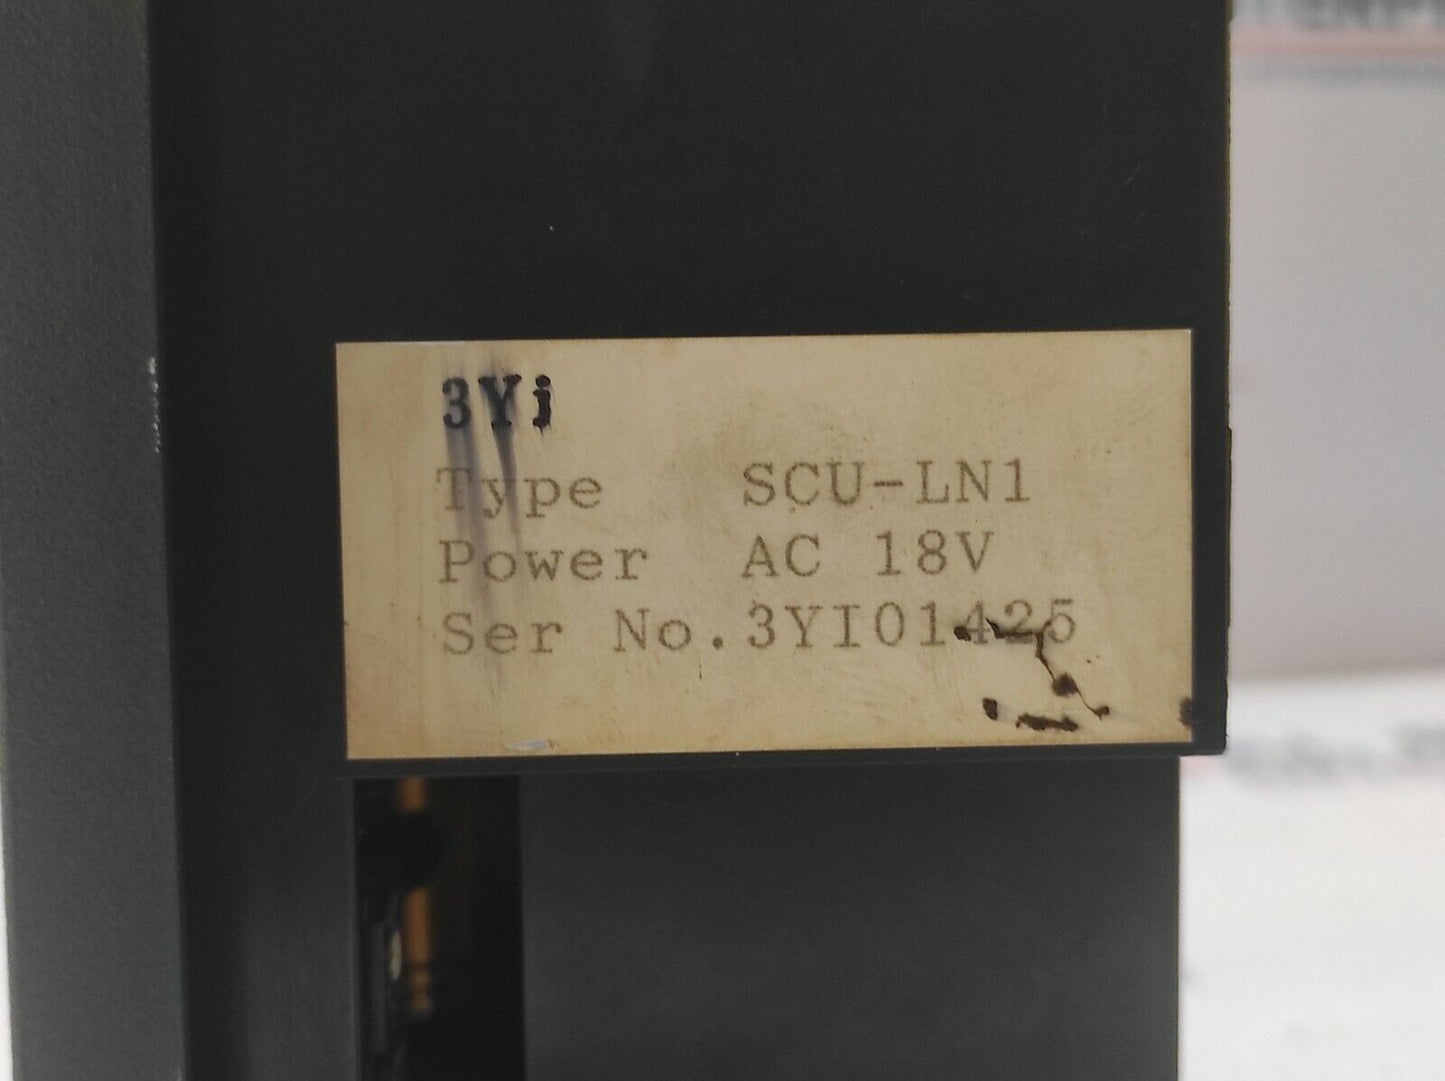 3Yj
Type SCU-LN1
Power AC 18V
Ser No.3YI01425